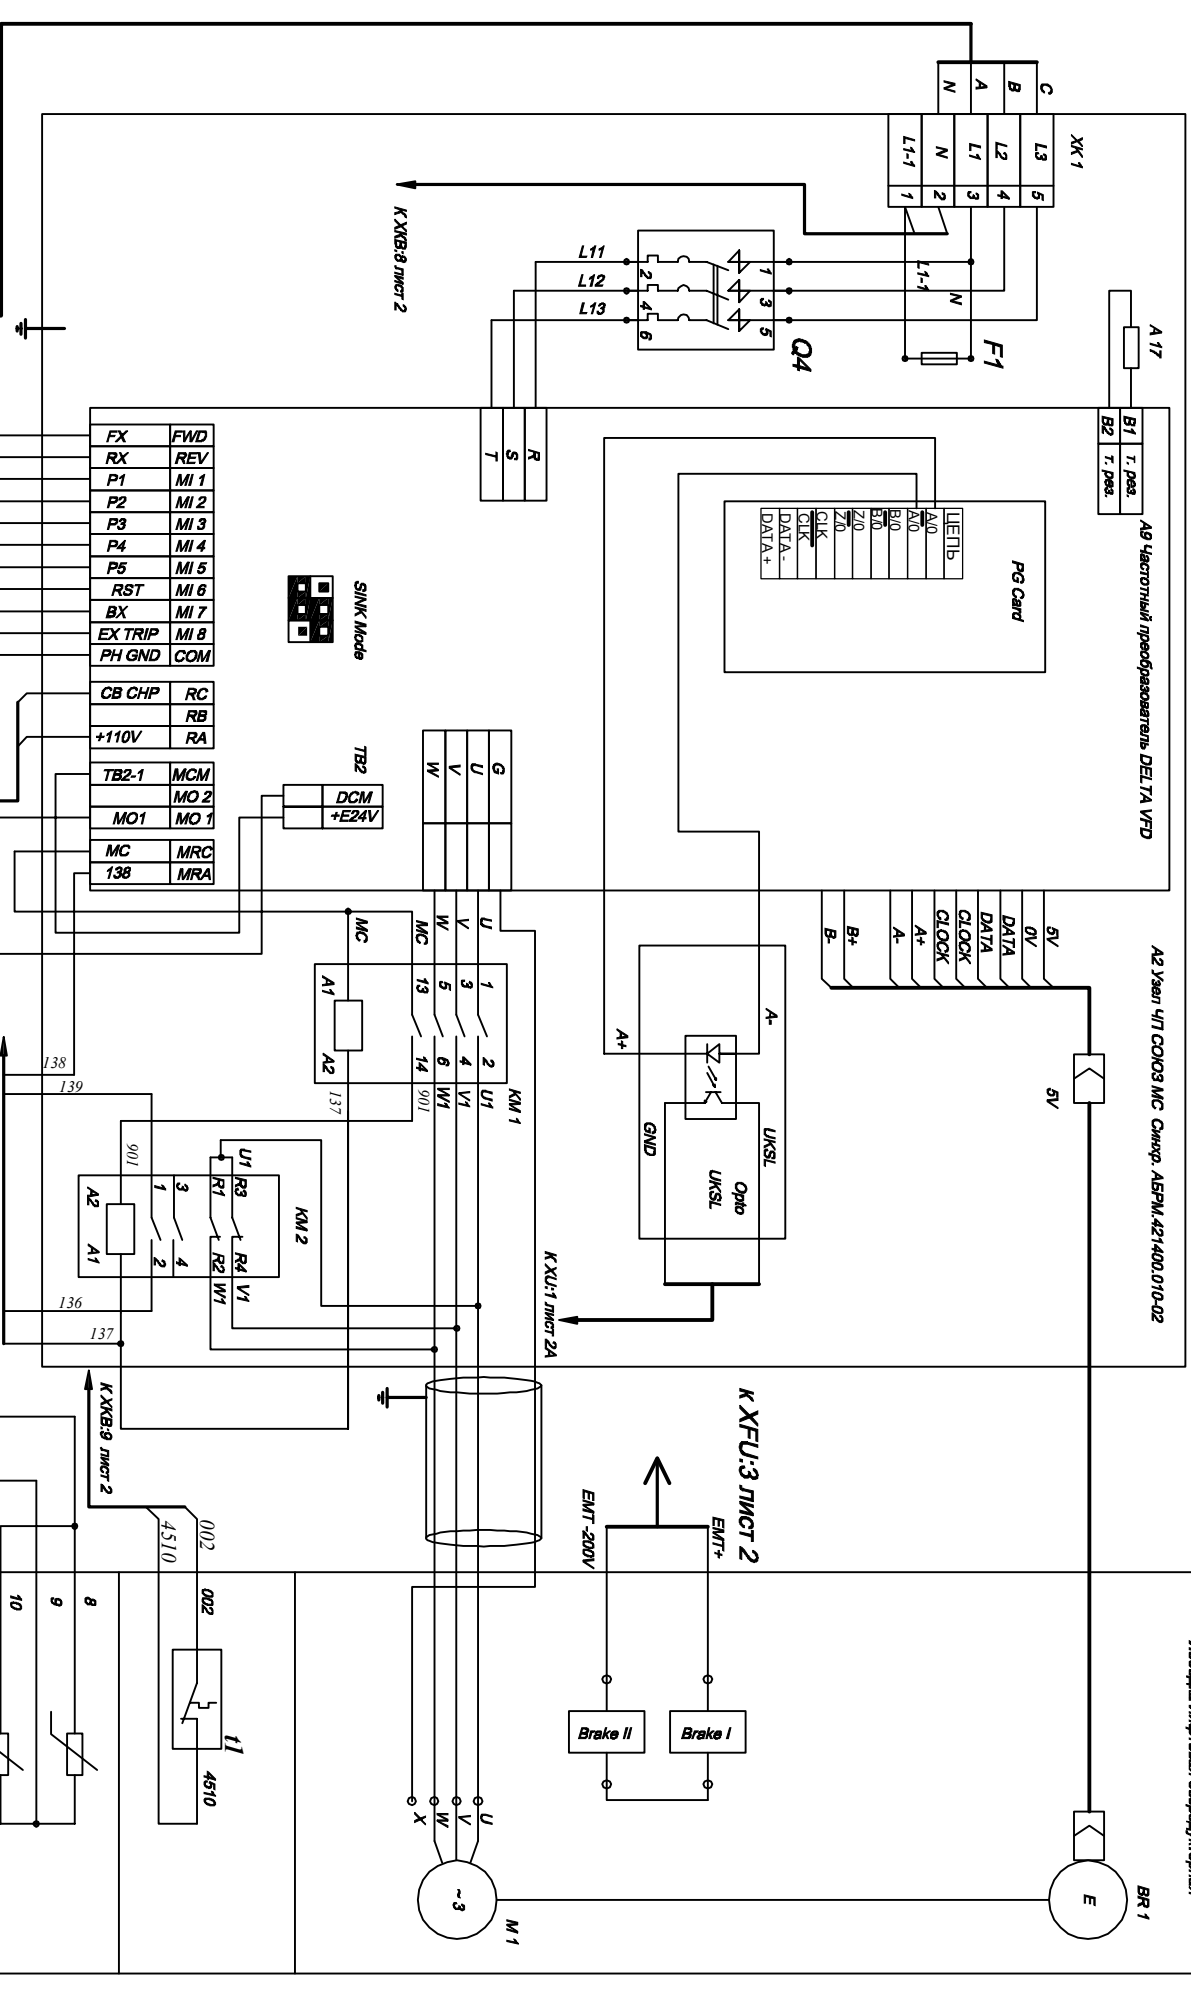 C
B
A
N
XK 1
L3
L2
L1
N
L1-1
5
4
3
2
1
К ХКВ:8 лист 2
L1-1
N
F1
Q4
1
3
5
2
4
6
L11
L12
L13
A 17
B1
B2
т. рез.
т. рез.
R
S
T
А9 Частотный преобразователь DELTA VFD
PG Card
ЦЕПЬ
A/0
A/0
B/0
B/0
Z/0
Z/0
CLK
CLK
DATA -
DATA +
FX FWD
RX REV
P1 MI 1
P2 MI 2
P3 MI 3
P4 MI 4
P5 MI 5
RST MI 6
BX MI 7
EX TRIP MI 8
PH GND COM
CB CHP RC
RB
+110V RA
TB2-1 MCM
MO 2
MO1 MO 1
MC MRC
138 MRA
SINK Mode
TB2
DCM
+E24V
G
U
V
W
5V
0V
DATA
DATA
CLOCK
CLOCK
A+
A-
B+
B-
А2 Узел ЧП СОЮЗ МС Синхр. АБРМ.421400.010-02
5V
A-
A+
UKSL
GND
Opto
UKSL
К XU:1 лист 2А
U
V
W
MC
MC
1
3
5
13
A1
2
4
6
14
A2
KM 1
U1
V1
W1
901
137
138
139
901
U1
R3
R1
3
1
A2
A1
2
4
R2
R4
W1
V1
KM 2
136
137
К ХКВ:9 лист 2
к XFU:3 лист 2
EMT+
EMT -200V
002
4510
002
4510
t1
8
9
10
Brake II
Brake I
U
V
W
X
~ 3
M 1
E
BR 1